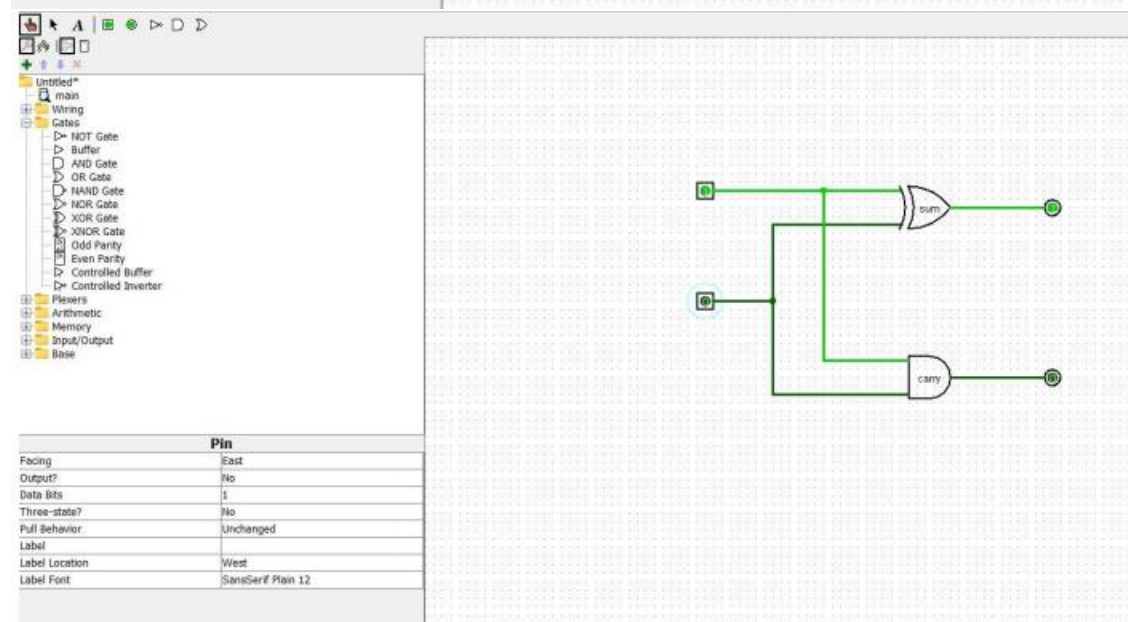 A
Untitled*
main
Wiring
Gates
NOT Gate
Buffer
AND Gate
OR Gate
NAND Gate
NOR Gate
XOR Gate
XNOR Gate
Odd Parity
Even Parity
Controlled Buffer
Controlled Inverter
Plexers
Arithmetic
Memory
Input/Output
Base
Pin
Facing East
Output? No
Data Bits 1
Three-state? No
Pull Behavior Unchanged
Label
Label Location West
Label Font SansSerif Plain 12
sum
carry